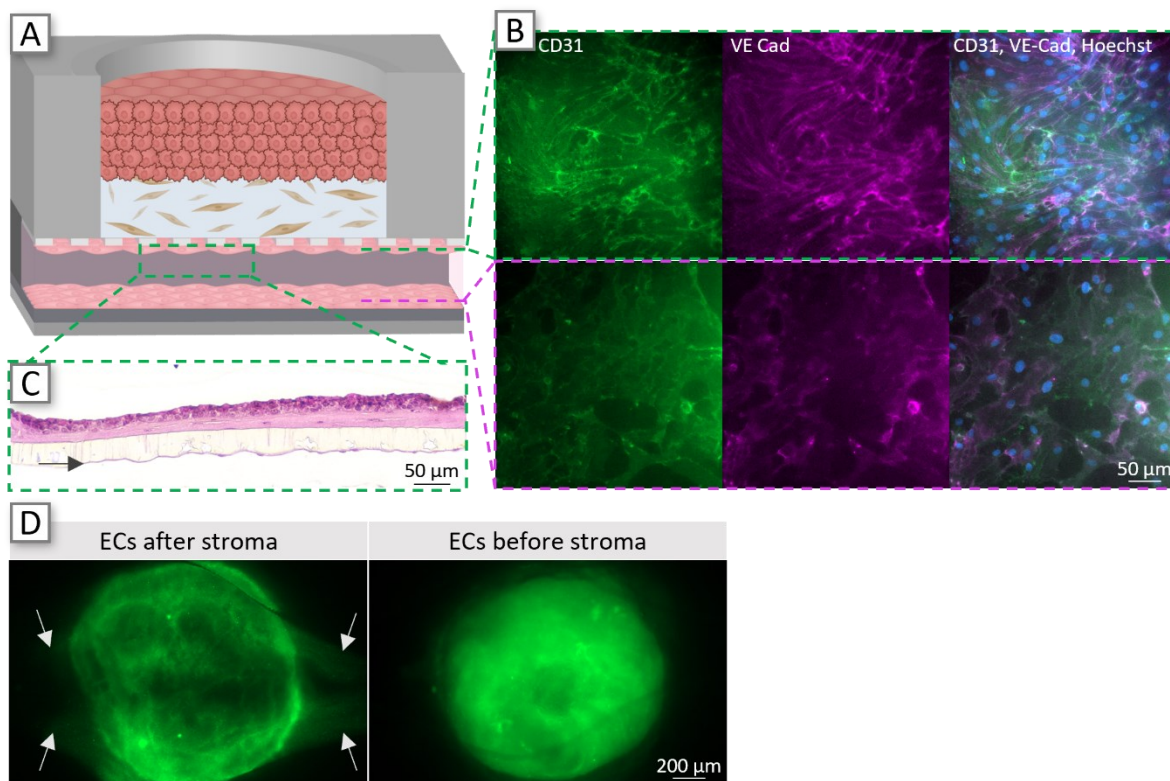 A
B
CD31
VE Cad
CD31, VE-Cad, Hoechst
50 µm
C
50 µm
D
ECs after stroma
ECs before stroma
200 µm